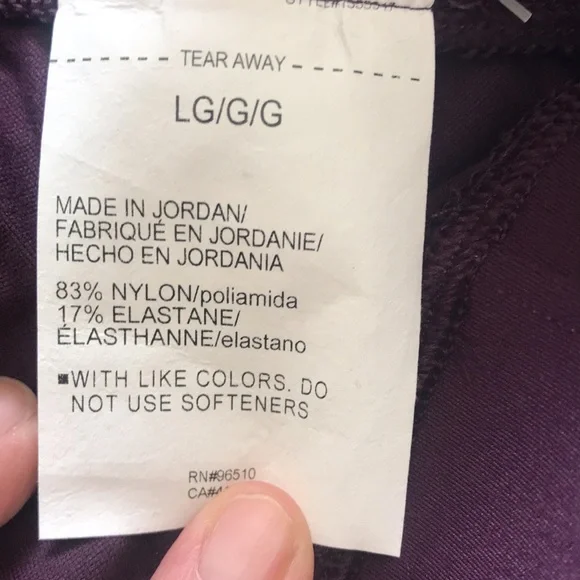 TEAR AWAY
LG/G/G
MADE IN JORDAN/
FABRIQUÉ EN JORDANIE/
HECHO EN JORDANIA
83% NYLON/poliamida
17% ELASTANE/
ÉLASTHANNE/elastano
WITH LIKE COLORS. DO
NOT USE SOFTENERS
RN#96510